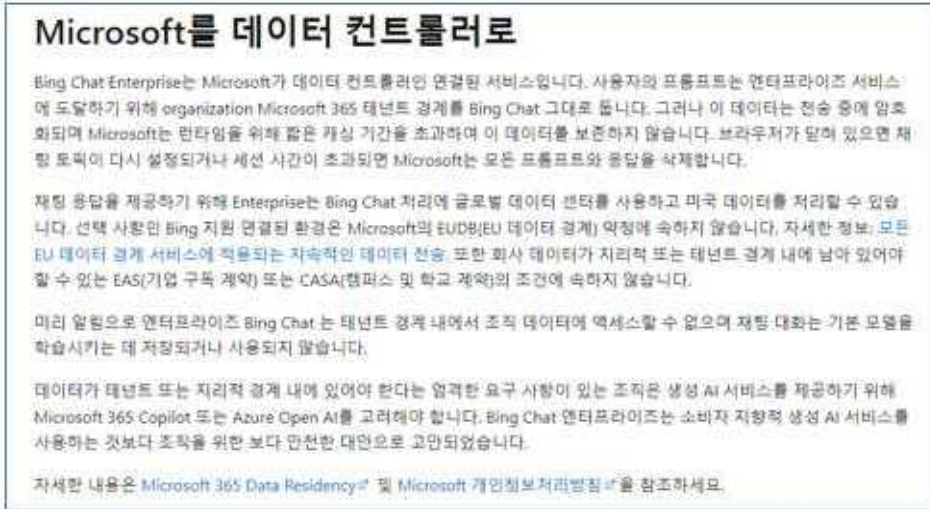 Microsoft를 데이터 컨트롤러로
Bing Chat Enterprise는 Microsoft가 데이터 컨트롤러인 연결된 서비스입니다. 사용자의 프롬프트는 엔터프라이즈 서비스
에 도달하기 위해 organization Microsoft 365 테넌트 경계를 Bing Chat 그대로 둡니다. 그러나 이 데이터는 전송 중에 암호
화되며 Microsoft는 런타임을 위해 짧은 캐싱 기간을 초과하여 이 데이터를 보존하지 않습니다. 브라우저가 닫혀 있으면 채
팅 토픽이 다시 설정되거나 세션 시간이 초과되면 Microsoft는 모든 프롬프트와 응답을 삭제합니다.
채팅 응답을 제공하기 위해 Enterprise는 Bing Chat 처리에 글로벌 데이터 센터를 사용하고 미국 데이터를 처리할 수 있습
니다. 선택 사항인 Bing 지원 연결된 환경은 Microsoft의 EUDB(EU 데이터 경계) 약정에 속하지 않습니다. 자세한 정보: 모든
EU 데이터 경계 서비스에 적용되는 지속적인 데이터 전송. 또한 회사 데이터가 지리적 또는 테넌트 경계 내에 남아 있어야
할 수 있는 EAS(기업 구독 계약) 또는 CASA(캠퍼스 및 학교 계약)의 조건에 속하지 않습니다.
미리 알림으로 엔터프라이즈 Bing Chat 는 테넌트 경계 내에서 조직 데이터에 액세스할 수 없으며 채팅 대화는 기본 모델을
학습시키는 데 저장되거나 사용되지 않습니다.
데이터가 테넌트 또는 지리적 경계 내에 있어야 한다는 엄격한 요구 사항이 있는 조직은 생성 AI 서비스를 제공하기 위해
Microsoft 365 Copilot 또는 Azure Open AI를 고려해야 합니다. Bing Chat 엔터프라이즈는 소비자 지향적 생성 AI 서비스를
사용하는 것보다 조직을 위한 보다 안전한 대안으로 고안되었습니다.
자세한 내용은 Microsoft 365 Data Residency 및 Microsoft 개인정보처리방침 을 참조하세요.